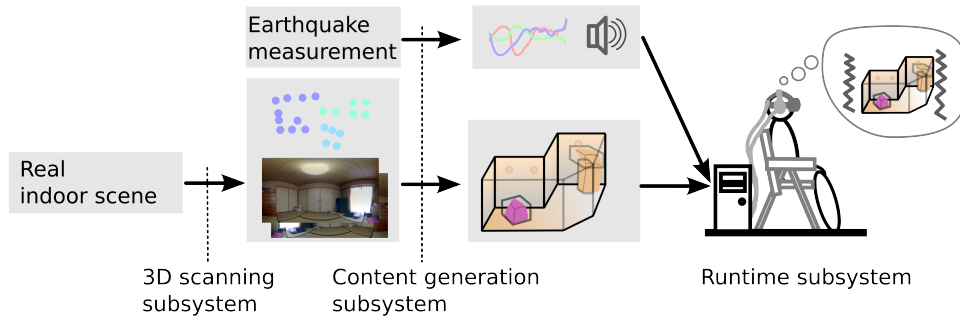 Earthquake
measurement
Real
indoor scene
3D scanning
subsystem
Content generation
subsystem
Runtime subsystem